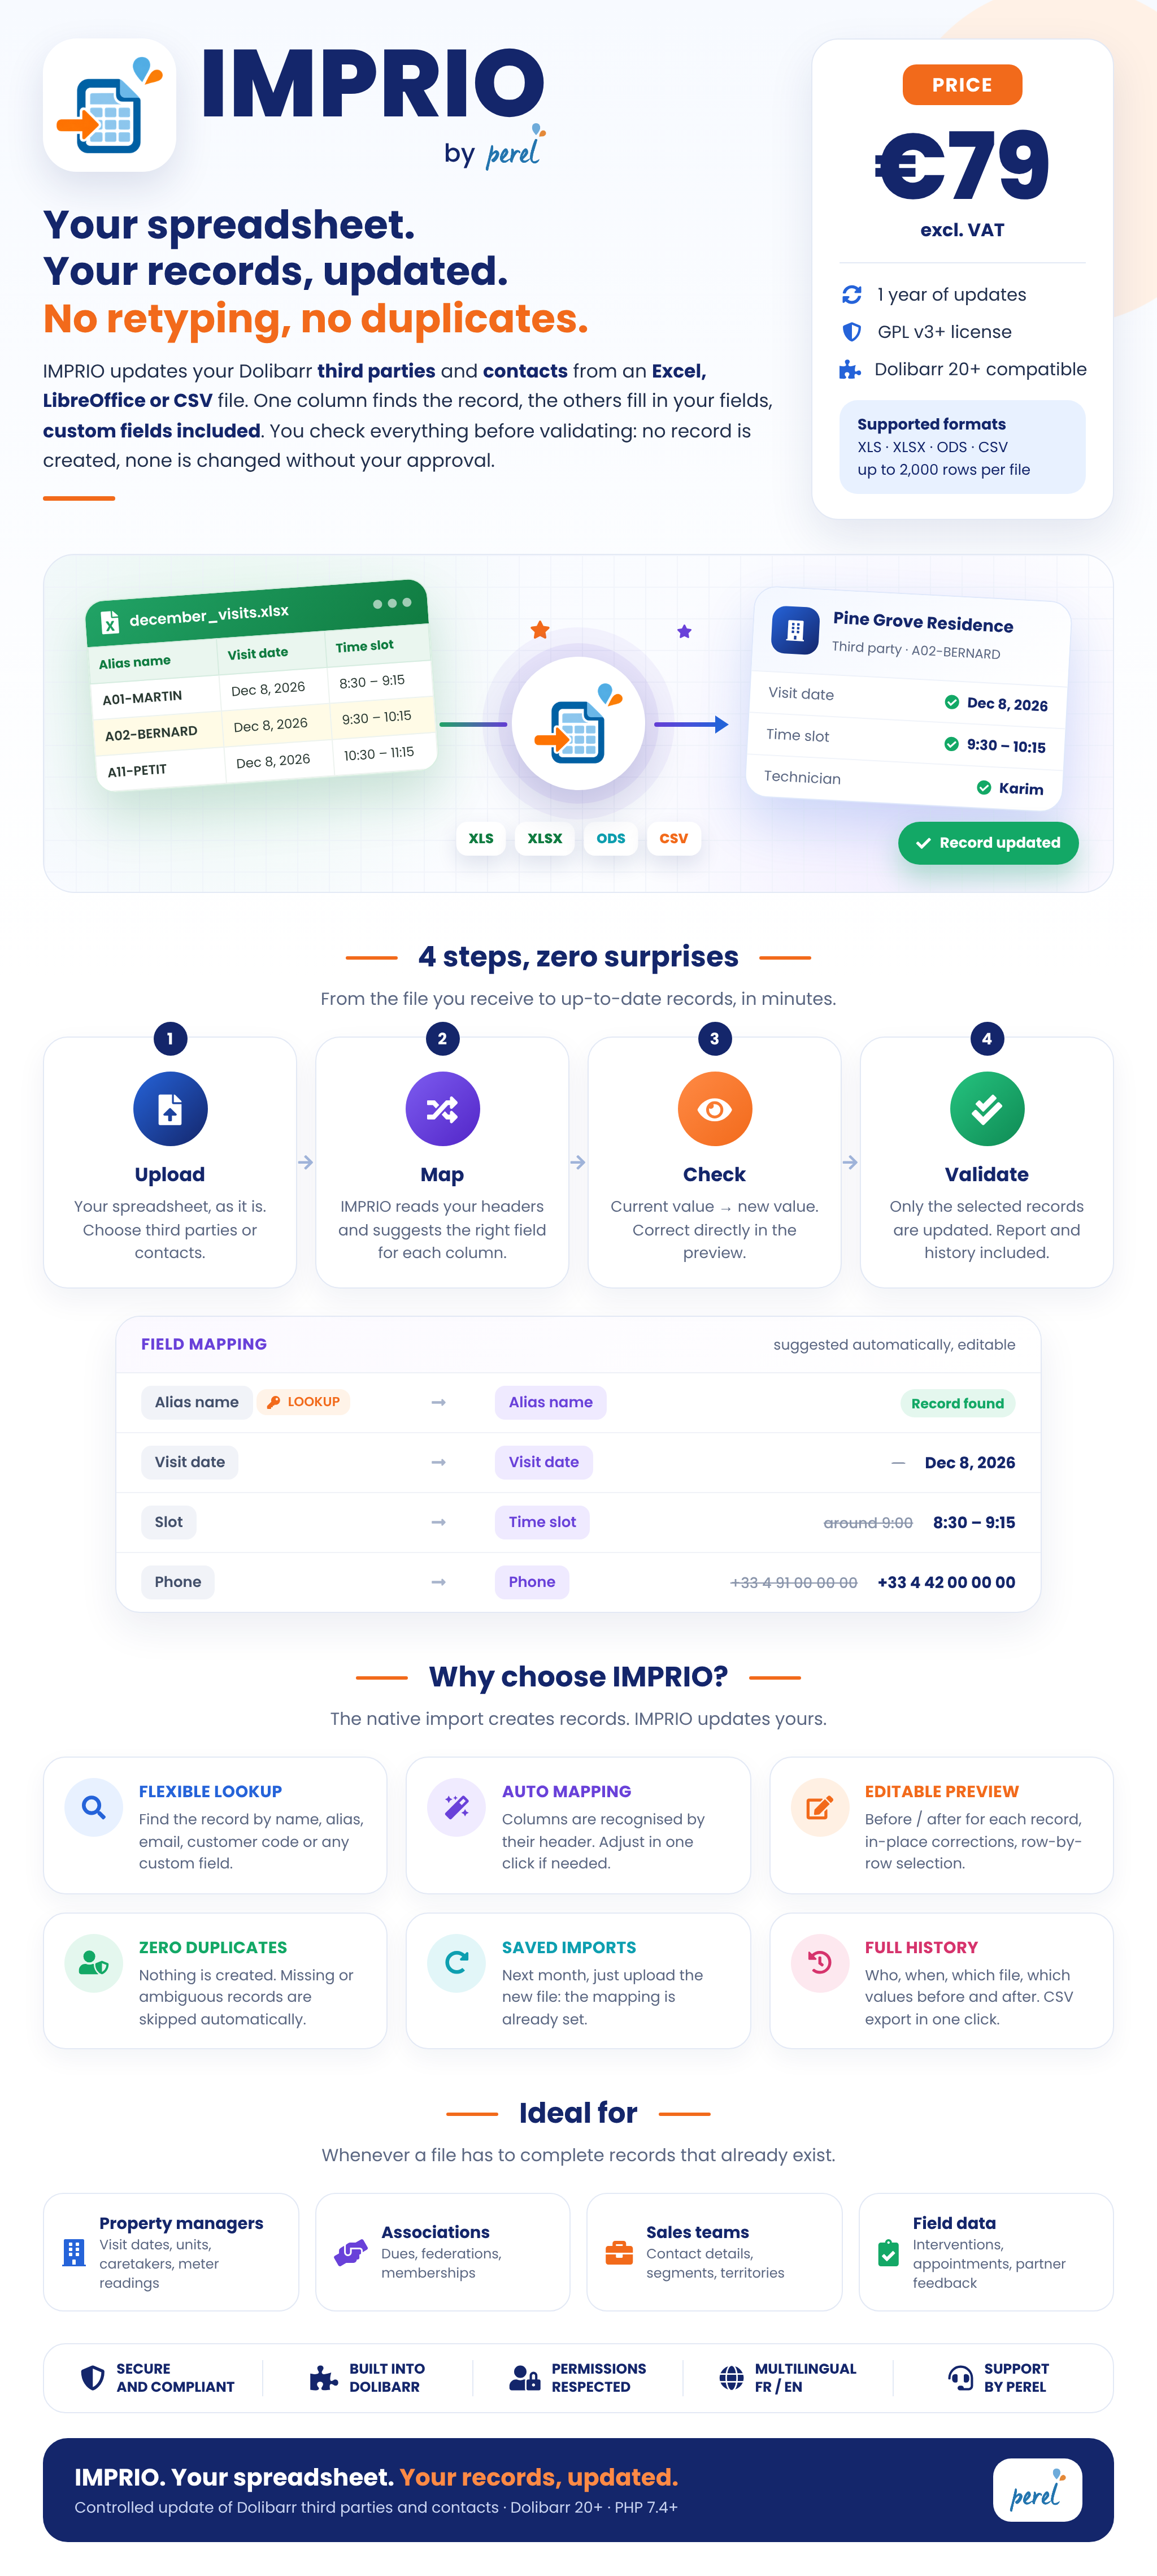 IMPRIO
by perel
Your spreadsheet.
Your records, updated.
No retyping, no duplicates.
IMPRIO updates your Dolibarr third parties and contacts from an Excel,
LibreOffice or CSV file. One column finds the record, the others fill in your fields,
custom fields included. You check everything before validating: no record is
created, none is changed without your approval.
PRICE
€79
excl. VAT
1 year of updates
GPL v3+ license
Dolibarr 20+ compatible
Supported formats
XLS · XLSX · ODS · CSV
up to 2,000 rows per file
X december_visits.xlsx
Alias name Visit date Time slot
A01-MARTIN Dec 8, 2026 8:30 – 9:15
A02-BERNARD Dec 8, 2026 9:30 – 10:15
A11-PETIT Dec 8, 2026 10:30 – 11:15
XLS XLSX ODS CSV
Pine Grove Residence
Third party · A02-BERNARD
Visit date Dec 8, 2026
Time slot 9:30 – 10:15
Technician Karim
Record updated
4 steps, zero surprises
From the file you receive to up-to-date records, in minutes.
1
Upload
Your spreadsheet, as it is.
Choose third parties or
contacts.
2
Map
IMPRIO reads your headers
and suggests the right field
for each column.
3
Check
Current value → new value.
Correct directly in the
preview.
4
Validate
Only the selected records
are updated. Report and
history included.
FIELD MAPPING suggested automatically, editable
Alias name LOOKUP → Alias name Record found
Visit date → Visit date — Dec 8, 2026
Slot → Time slot around 9:00 8:30 – 9:15
Phone → Phone +33 4 91 00 00 00 +33 4 42 00 00 00
Why choose IMPRIO?
The native import creates records. IMPRIO updates yours.
FLEXIBLE LOOKUP
Find the record by name, alias,
email, customer code or any
custom field.
AUTO MAPPING
Columns are recognised by
their header. Adjust in one
click if needed.
EDITABLE PREVIEW
Before / after for each record,
in-place corrections, row-by-
row selection.
ZERO DUPLICATES
Nothing is created. Missing or
ambiguous records are
skipped automatically.
SAVED IMPORTS
Next month, just upload the
new file: the mapping is
already set.
FULL HISTORY
Who, when, which file, which
values before and after. CSV
export in one click.
Ideal for
Whenever a file has to complete records that already exist.
Property managers
Visit dates, units,
caretakers, meter
readings
Associations
Dues, federations,
memberships
Sales teams
Contact details,
segments, territories
Field data
Interventions,
appointments, partner
feedback
SECURE
AND COMPLIANT
BUILT INTO
DOLIBARR
PERMISSIONS
RESPECTED
MULTILINGUAL
FR / EN
SUPPORT
BY PEREL
IMPRIO. Your spreadsheet. Your records, updated.
Controlled update of Dolibarr third parties and contacts · Dolibarr 20+ · PHP 7.4+
perel